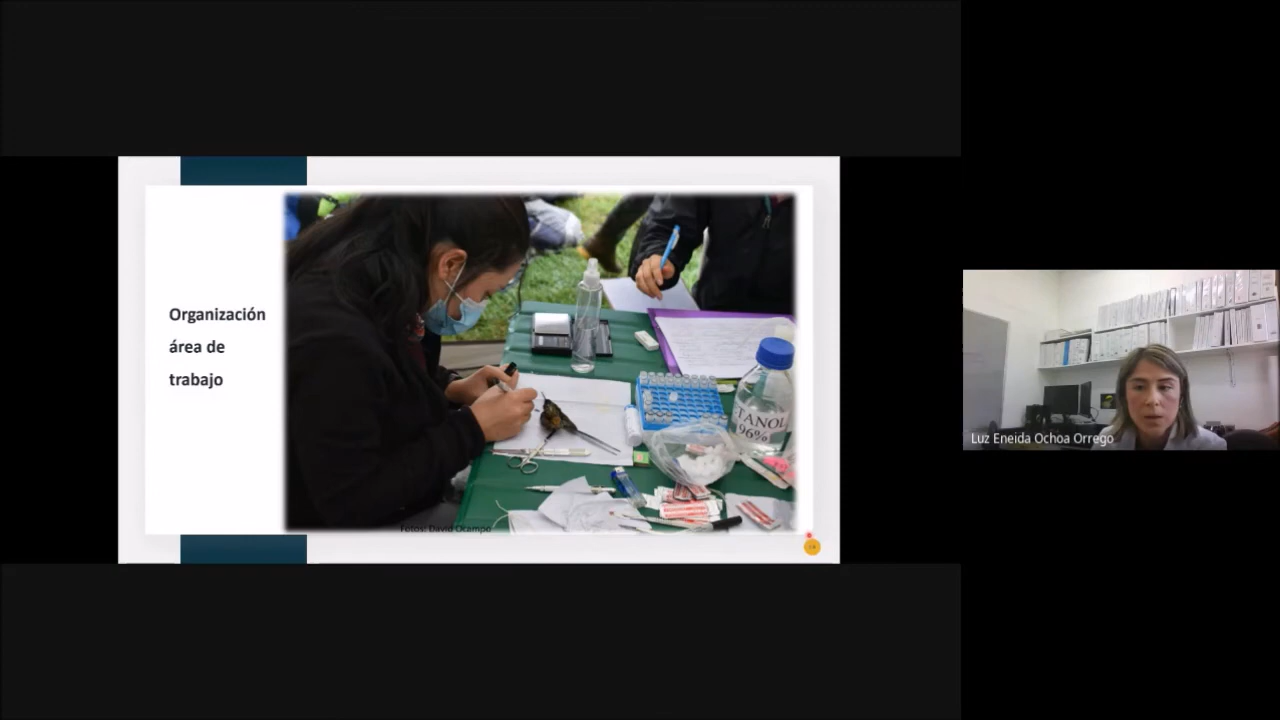 Organización
área de
trabajo
TANOL
96%
Fotos: David Ocampo
Luz Eneida Ochoa Orrego